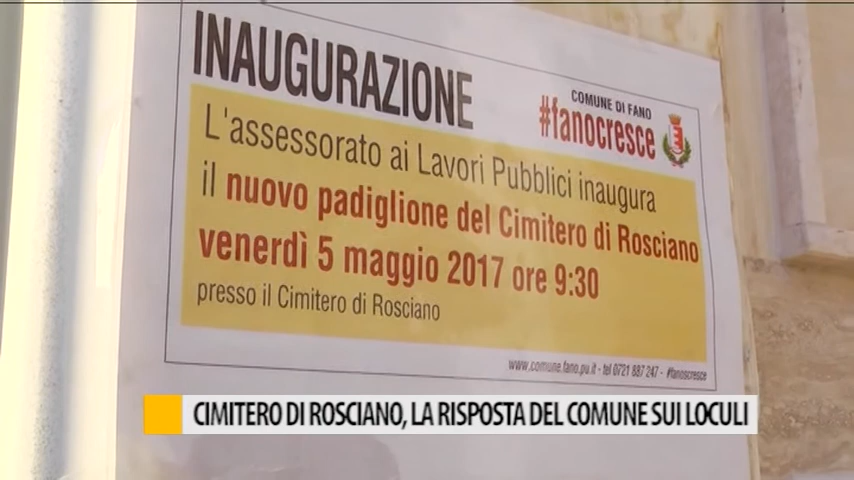 INAUGURAZIONE
COMUNE DI FANO
#fanocresce
L'assessorato ai Lavori Pubblici inaugura
il nuovo padiglione del Cimitero di Rosciano
venerdì 5 maggio 2017 ore 9:30
presso il Cimitero di Rosciano
www.comune.fano.pu.it - tel 0721 887 247 - #fanoscresce
CIMITERO DI ROSCIANO, LA RISPOSTA DEL COMUNE SUI LOCULI